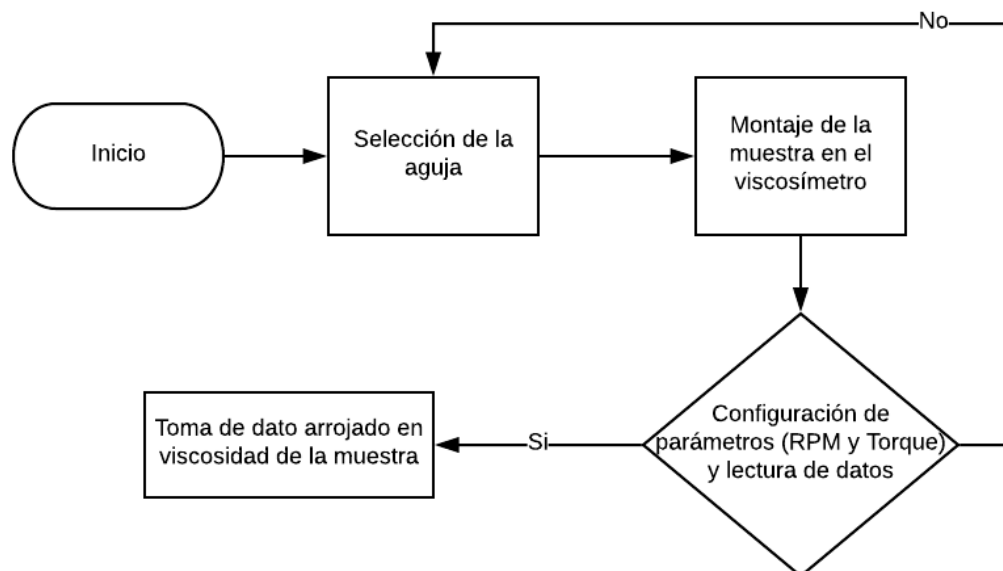 No
Inicio
Selección de la
aguja
Montaje de la
muestra en el
viscosímetro
Configuración de
parámetros (RPM y Torque)
y lectura de datos
Si
Toma de dato arrojado en
viscosidad de la muestra